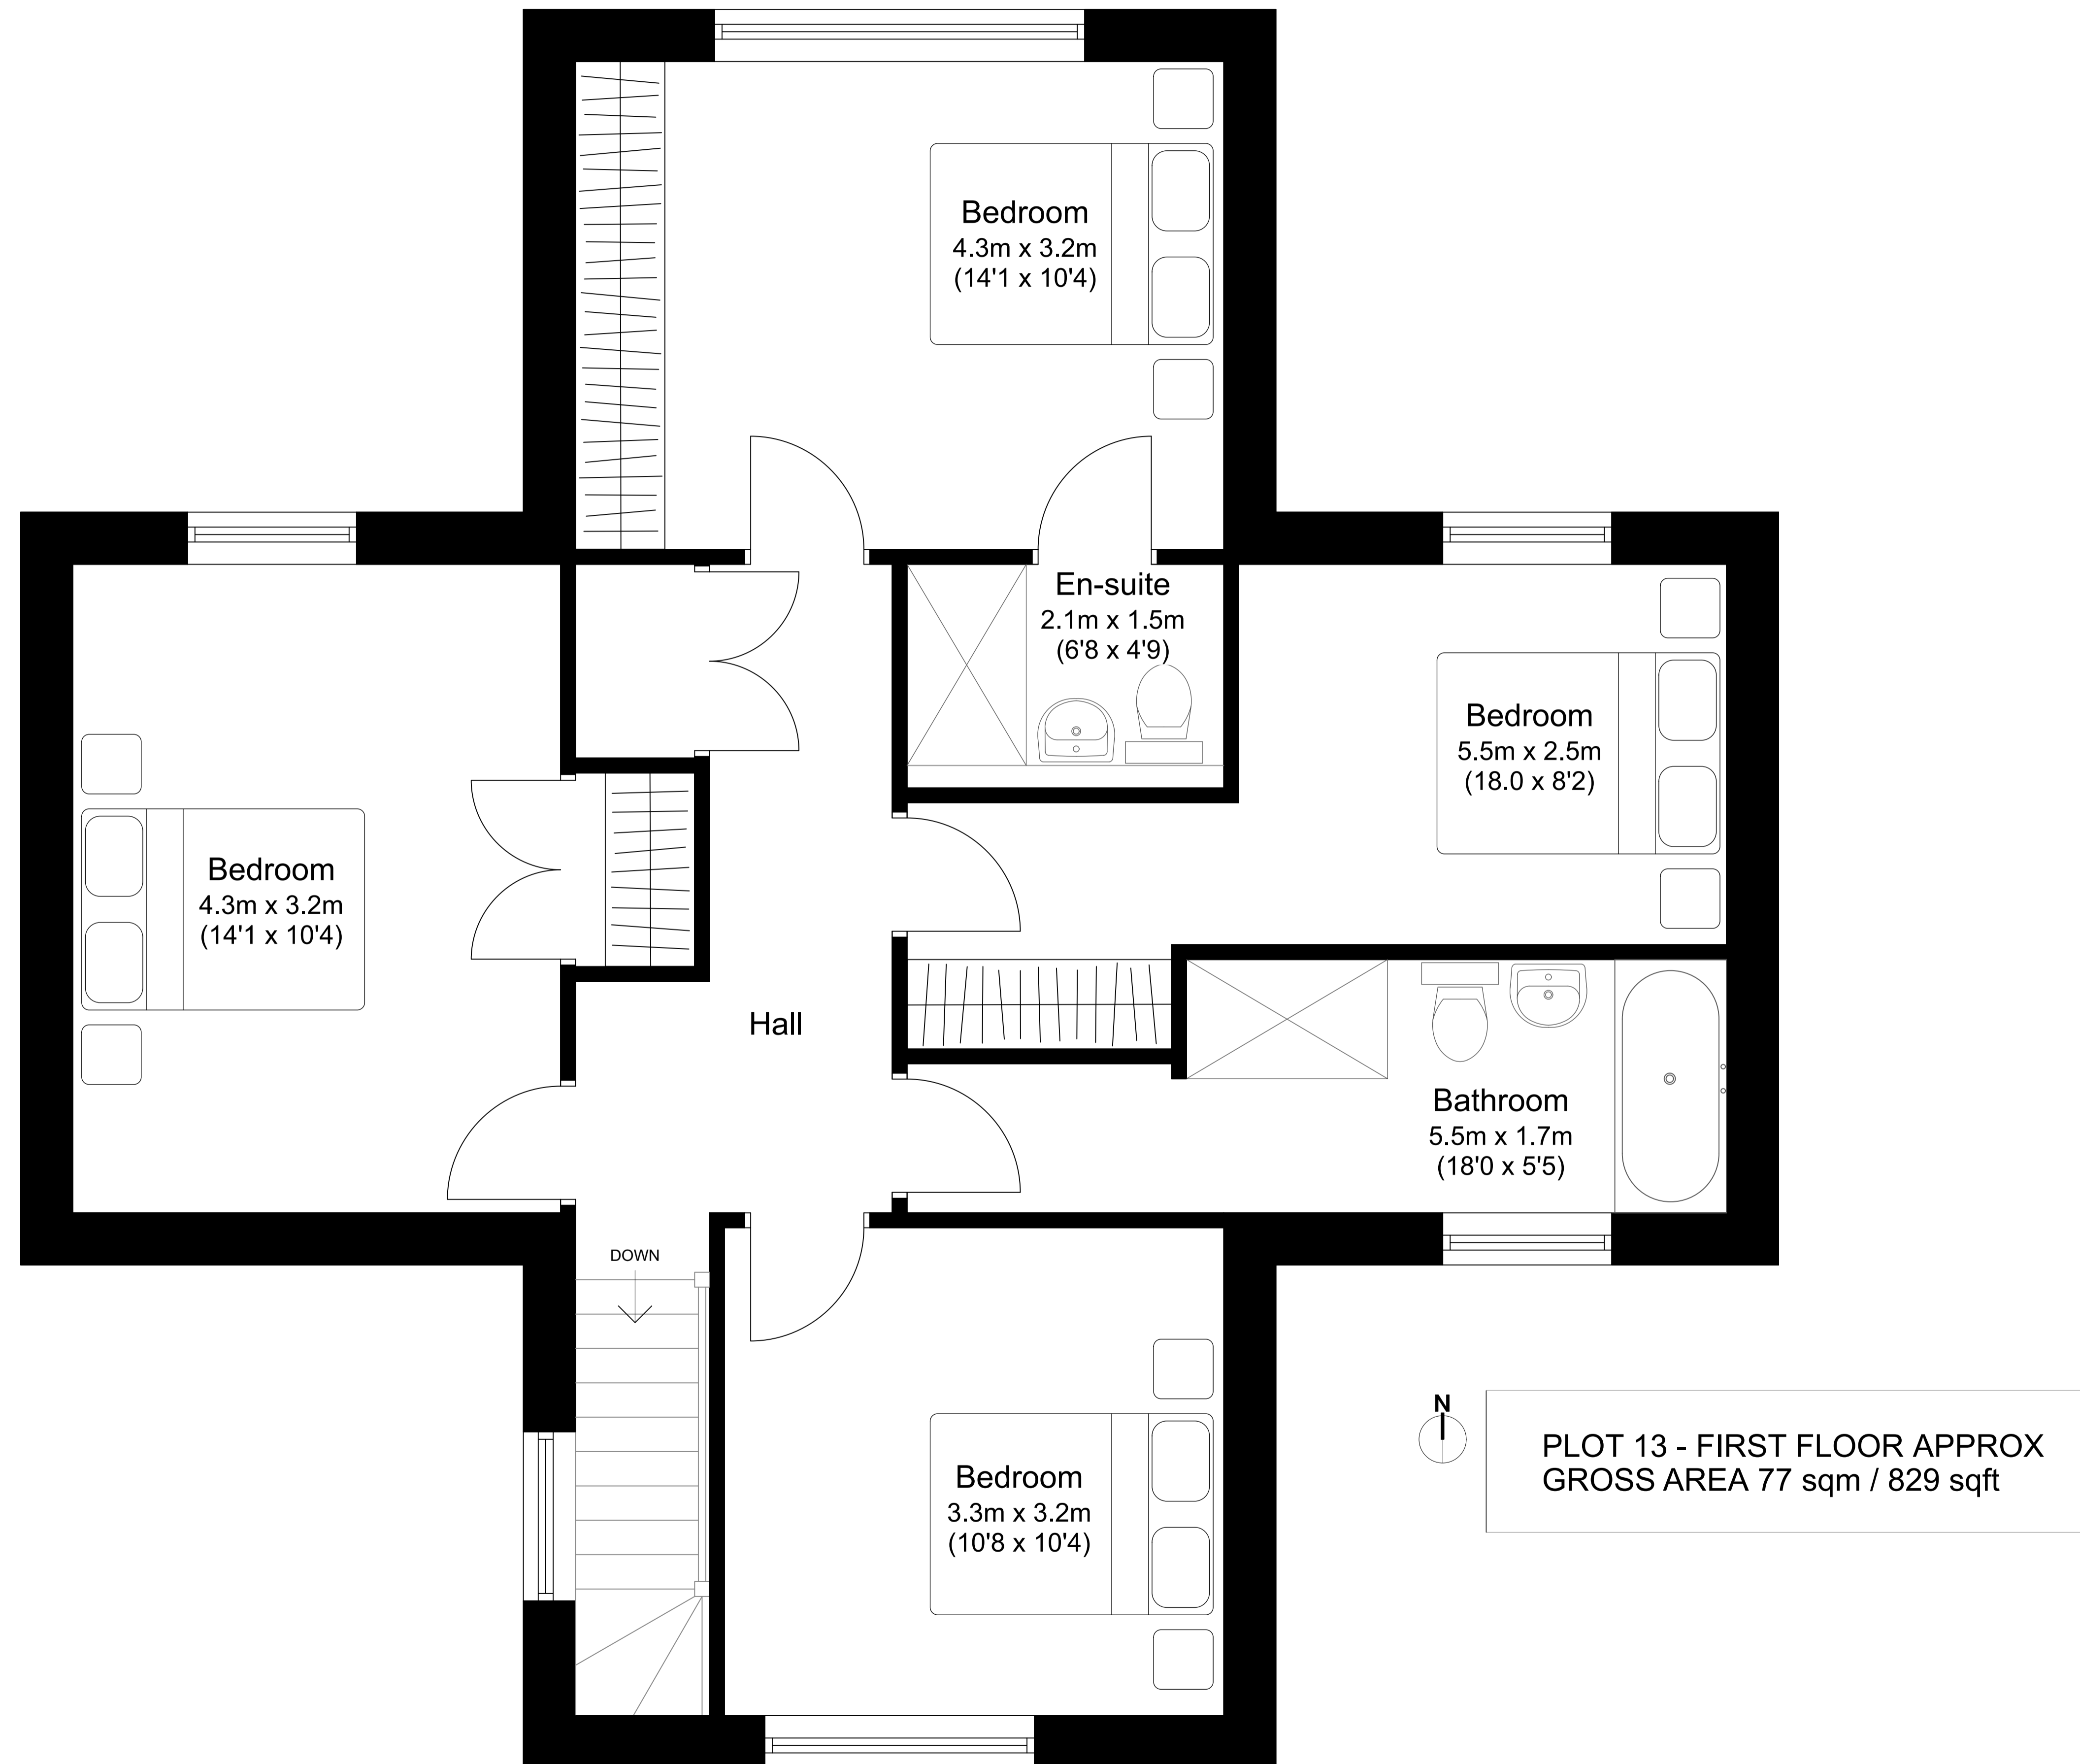 Bedroom
4.3m x 3.2m
(14'1 x 10'4)
En-suite
2.1m x 1.5m
(6'8 x 4'9)
Bedroom
5.5m x 2.5m
(18.0 x 8'2)
Bedroom
4.3m x 3.2m
(14'1 x 10'4)
Hall
Bathroom
5.5m x 1.7m
(18'0 x 5'5)
DOWN
Bedroom
3.3m x 3.2m
(10'8 x 10'4)
N
PLOT 13 - FIRST FLOOR APPROX
GROSS AREA 77 sqm / 829 sqft